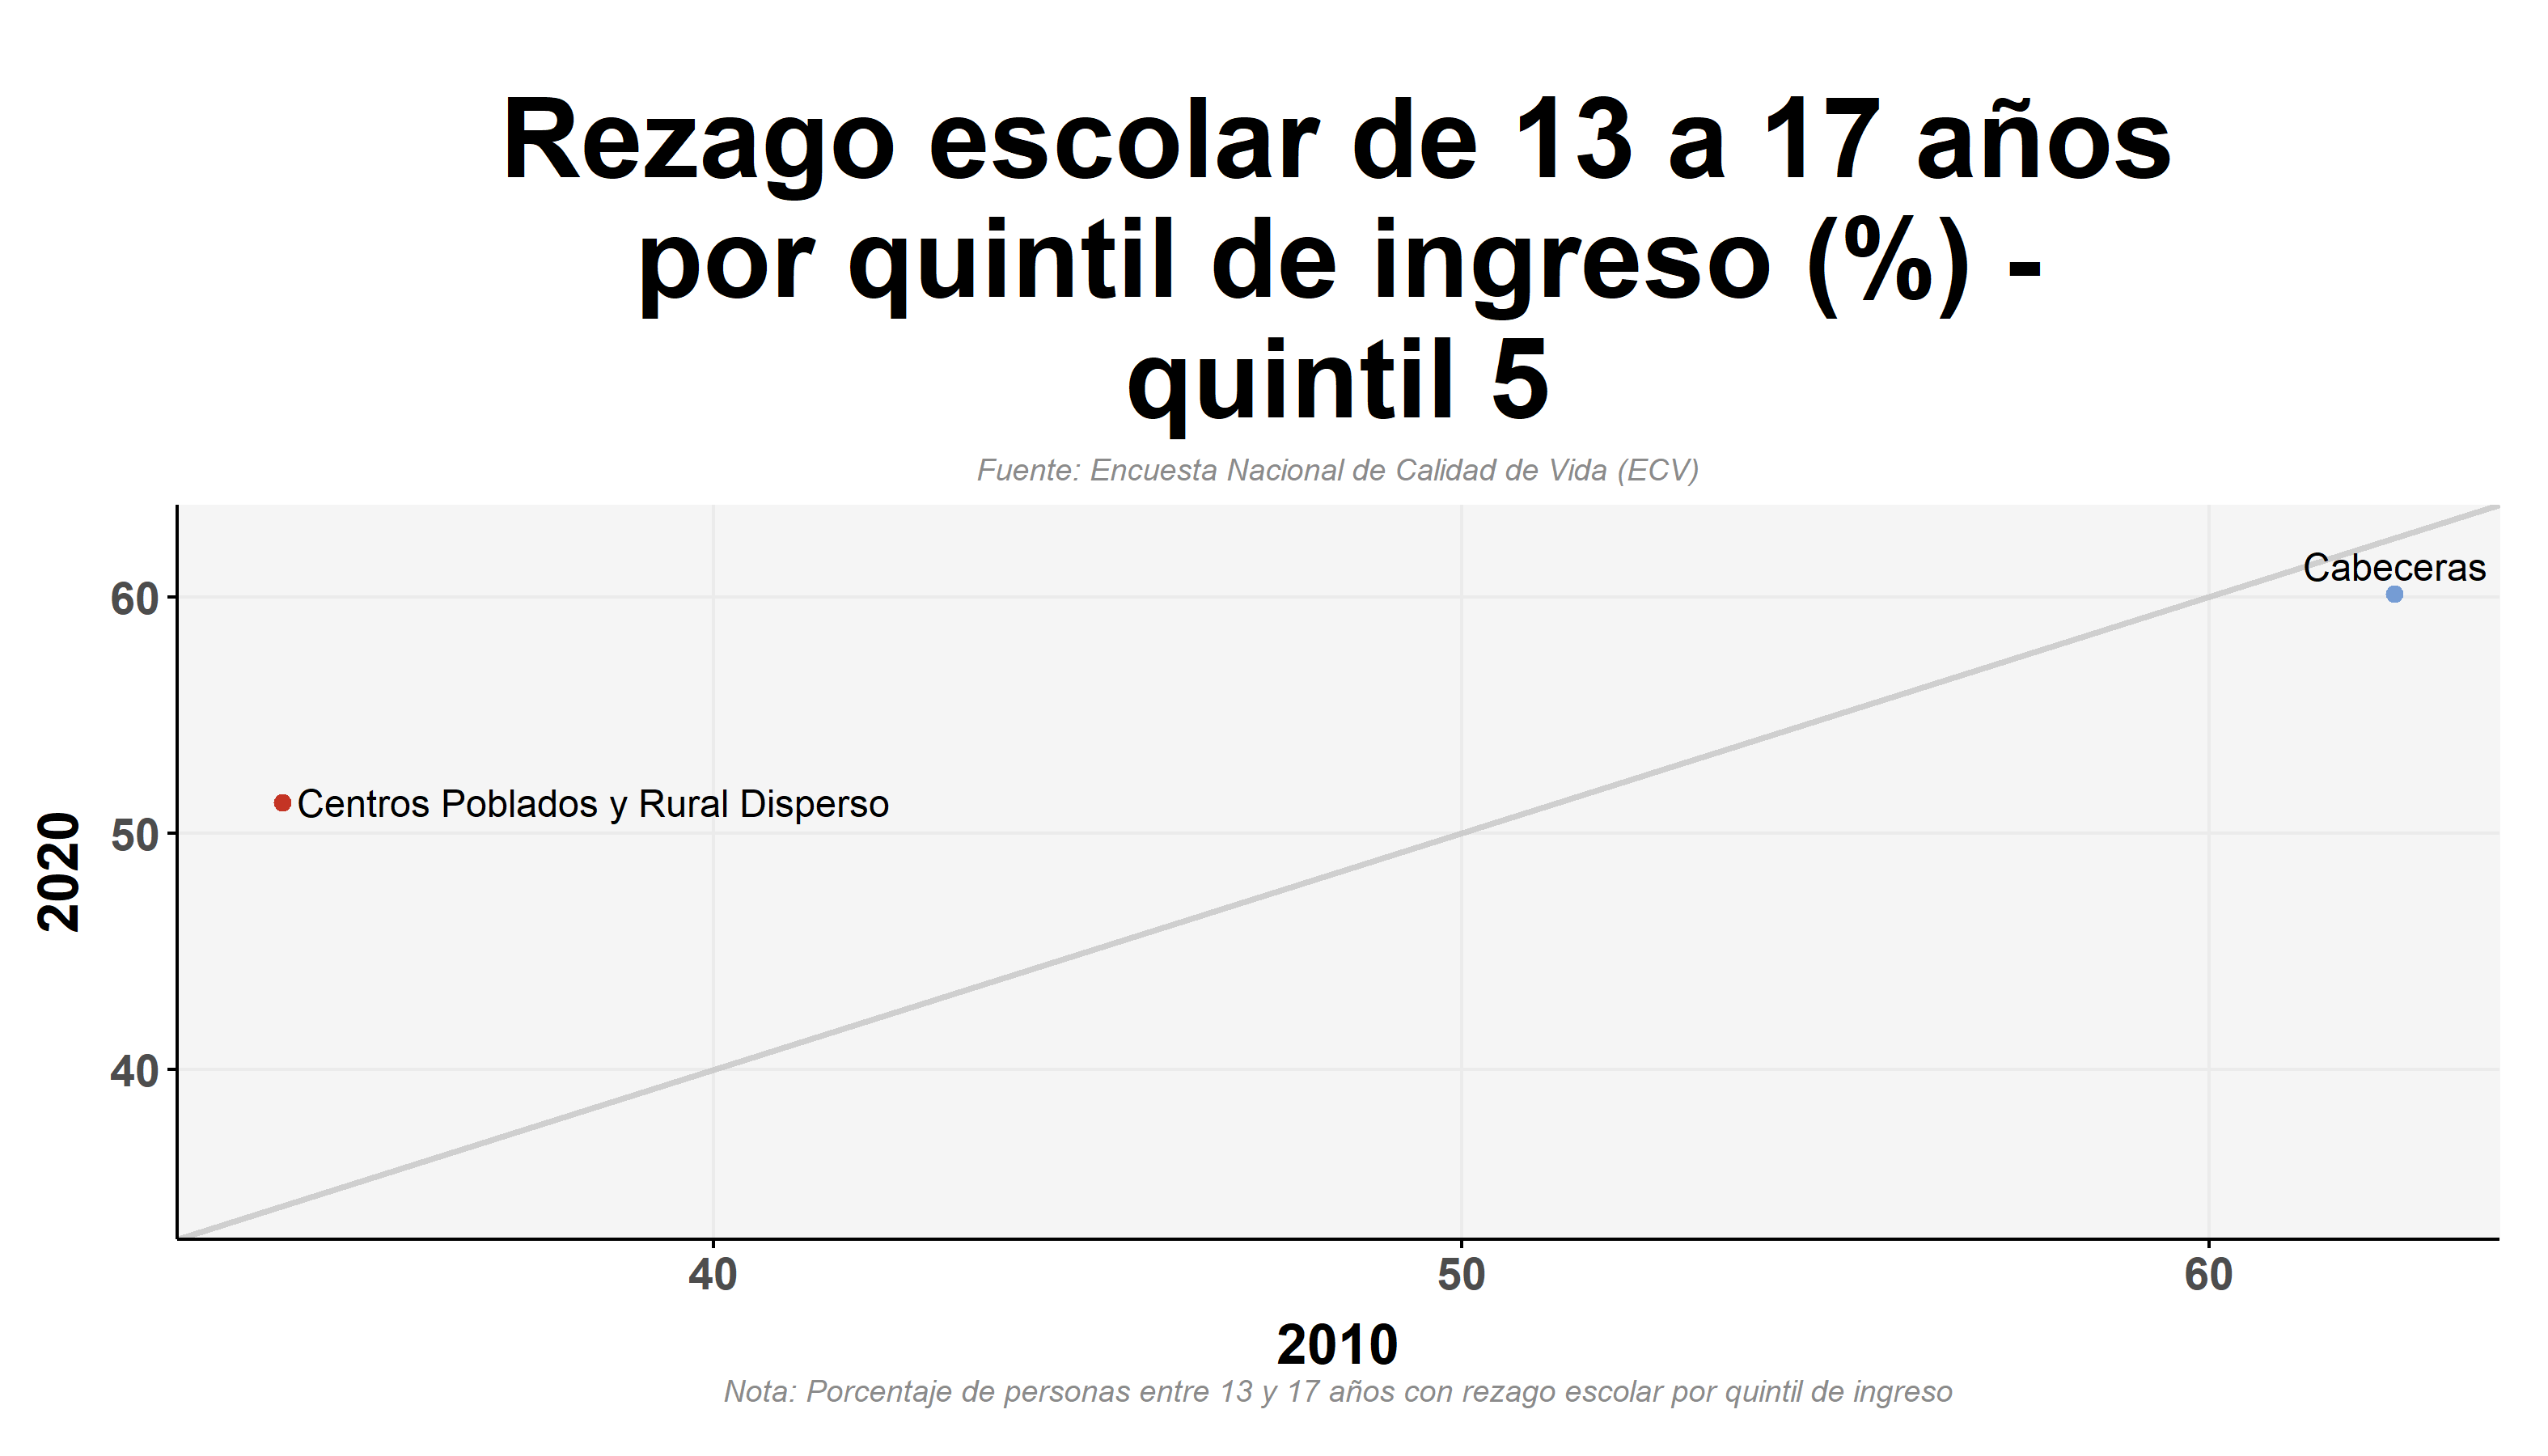 Rezago escolar de 13 a 17 años
por quintil de ingreso (%) -
quintil 5
Fuente: Encuesta Nacional de Calidad de Vida (ECV)
60
50
40
2020
Cabeceras
Centros Poblados y Rural Disperso
40
50
60
2010
Nota: Porcentaje de personas entre 13 y 17 años con rezago escolar por quintil de ingreso